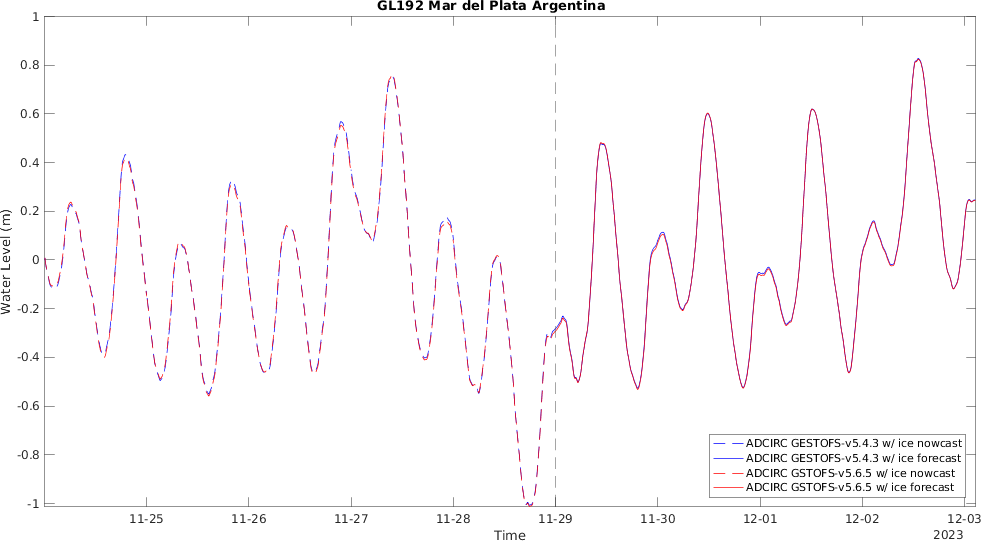 GL192 Mar del Plata Argentina
1
0.8
0.6
0.4
0.2
0
-0.2
-0.4
-0.6
-0.8
-1
Water Level (m)
ADCIRC GESTOFS-v5.4.3 w/ ice nowcast
ADCIRC GESTOFS-v5.4.3 w/ ice forecast
ADCIRC GSTOFS-v5.6.5 w/ ice nowcast
ADCIRC GSTOFS-v5.6.5 w/ ice forecast
11-25 11-26 11-27 11-28 11-29 11-30 12-01 12-02 12-03
Time 2023